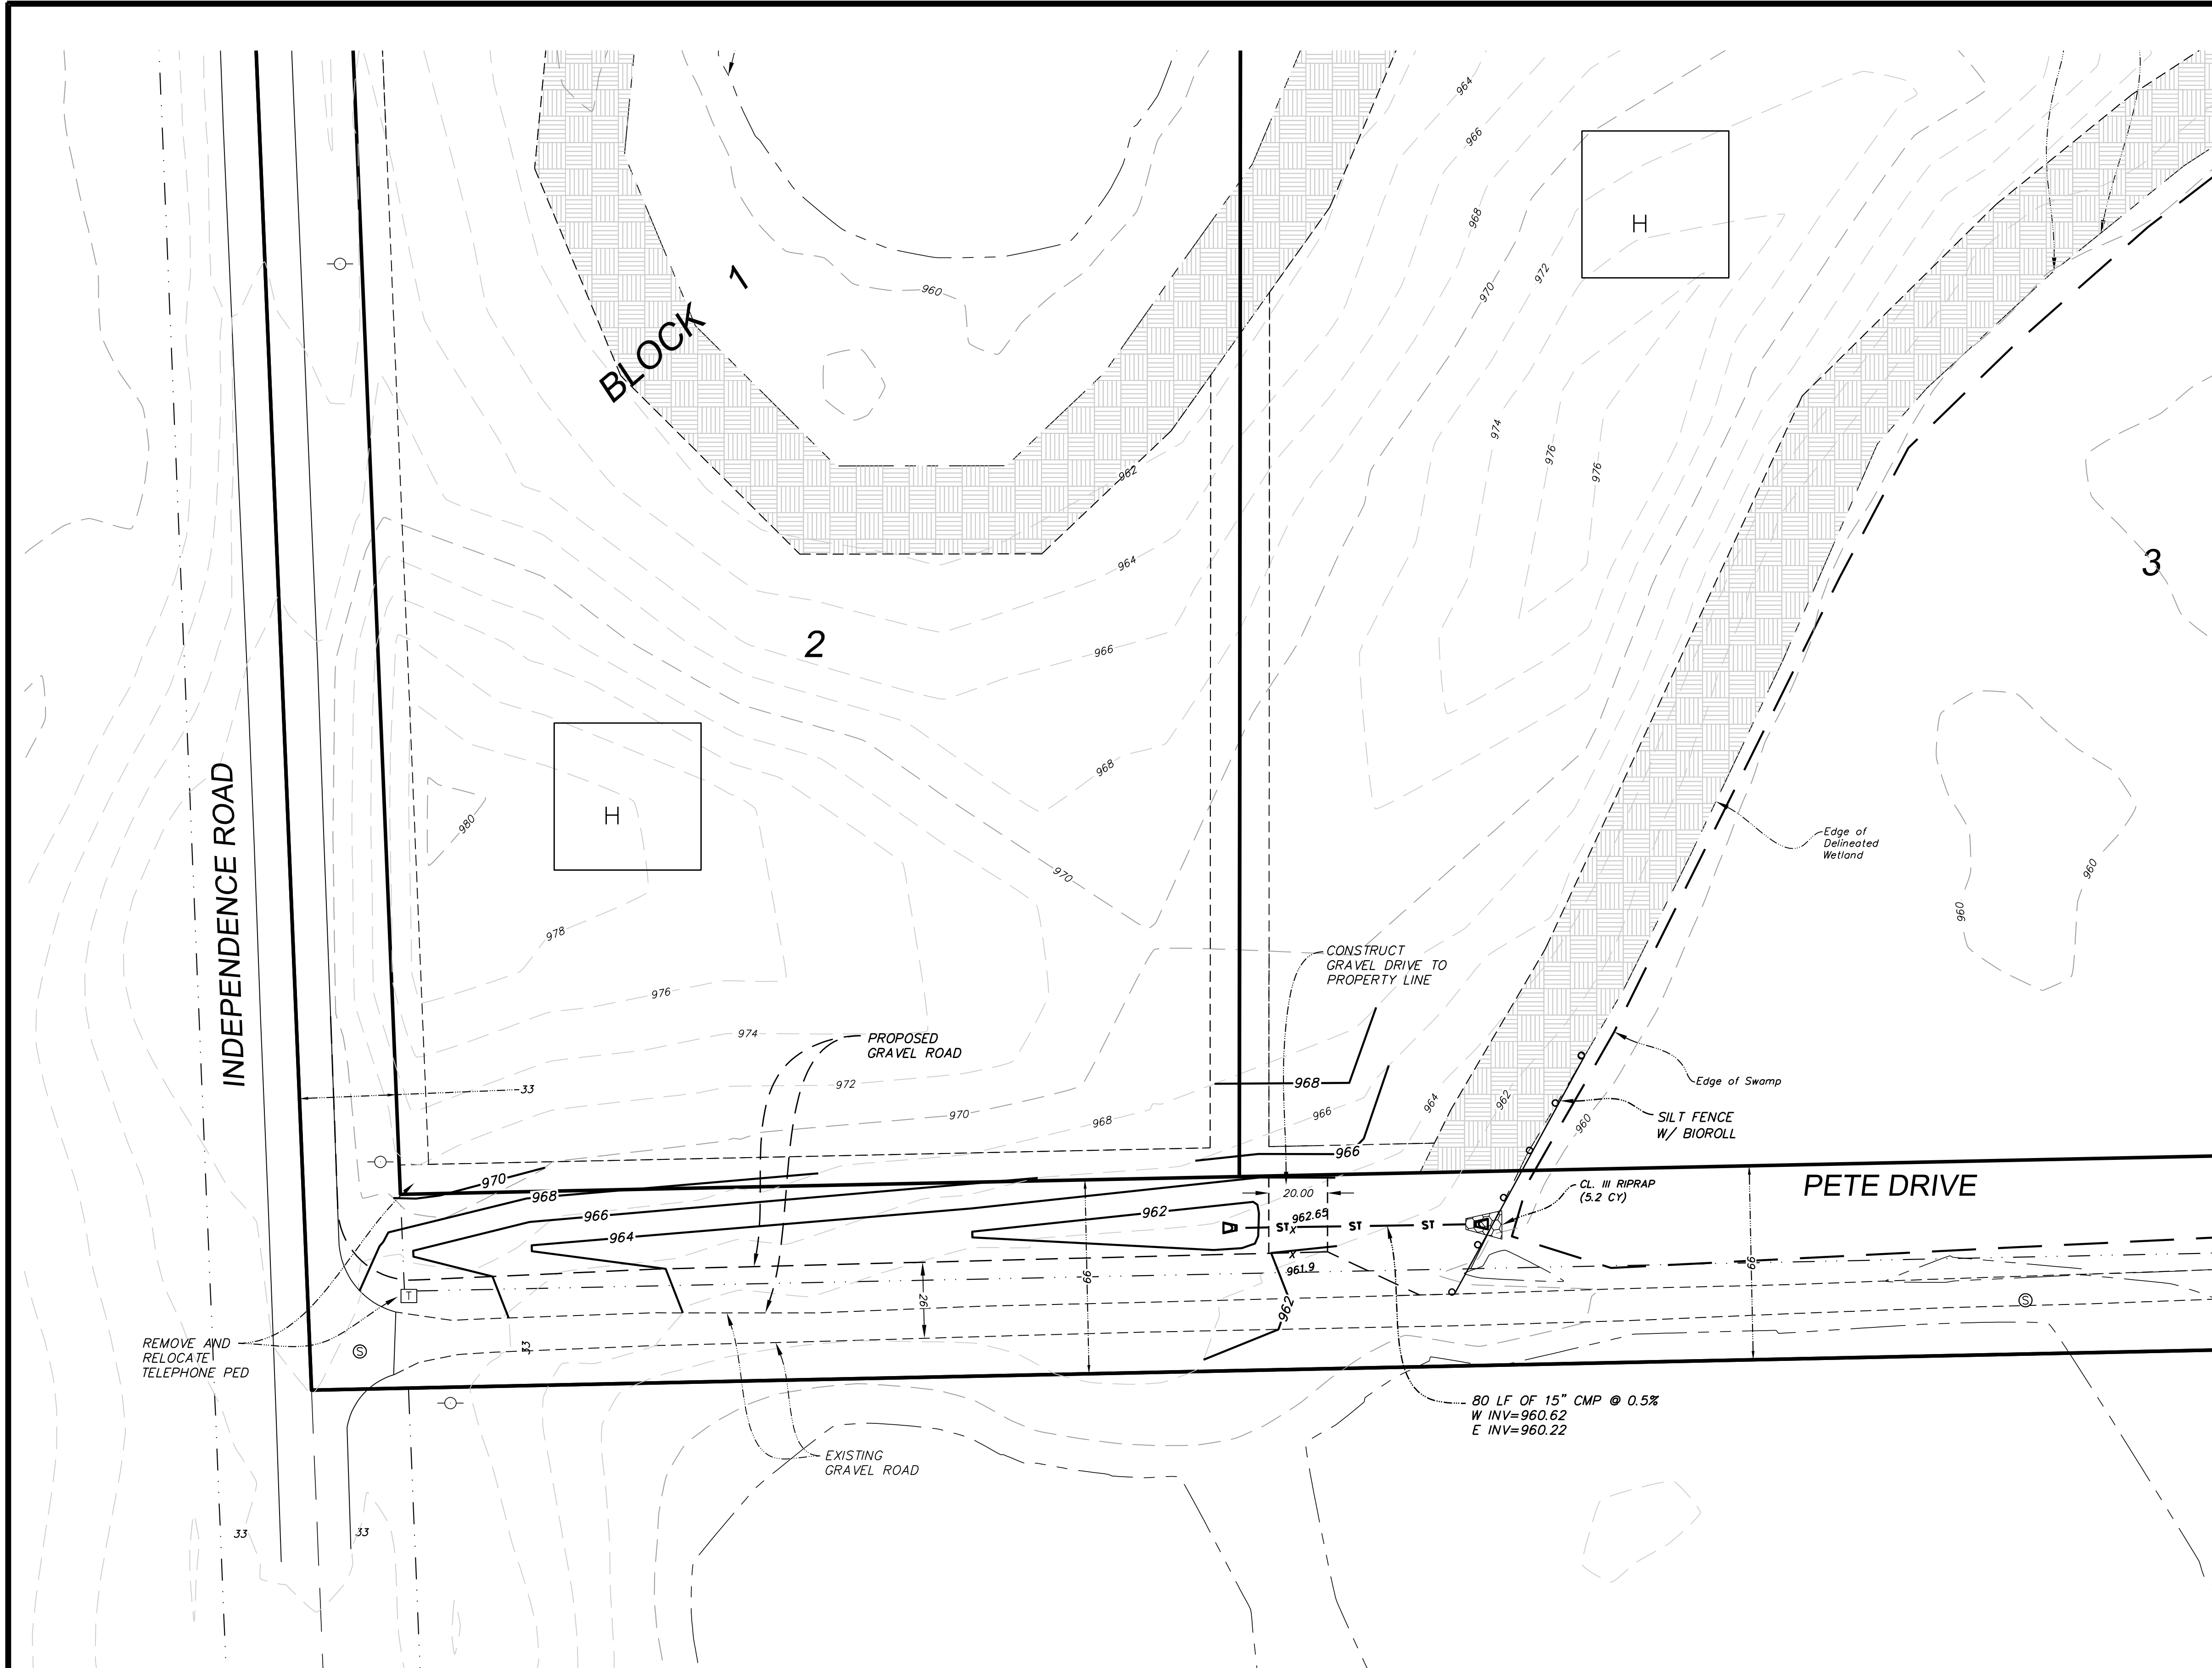 964
966
968
970
972
974
976
976
H
BLOCK 1
960
962
964
966
968
970
2
3
H
980
978
976
974
972
970
968
966
964
962
960
960
960
INDEPENDENCE ROAD
Edge of
Delineated
Wetland
CONSTRUCT
GRAVEL DRIVE TO
PROPERTY LINE
PROPOSED
GRAVEL ROAD
33
968
966
Edge of Swamp
SILT FENCE
W/ BIOROLL
CL. III RIPRAP
(5.2 CY)
PETE DRIVE
970
968
966
964
962
20.00
962.65
ST
ST
ST
X
X
961.9
962
66
66
26
33
T
S
S
REMOVE AND
RELOCATE
TELEPHONE PED
80 LF OF 15" CMP @ 0.5%
W INV=960.62
E INV=960.22
EXISTING
GRAVEL ROAD
33
33